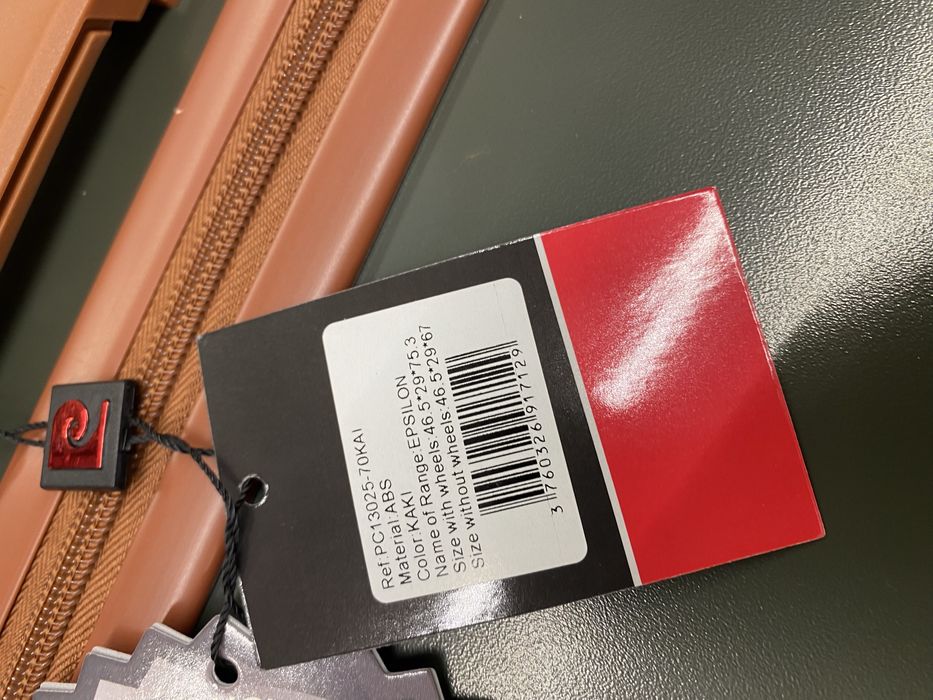 Ref:PC13025-70KAI
Material:ABS
Color:KAKI
Name of Range:EPSILON
Size with wheels:46.5*29*75.3
Size without wheels:46.5*29*67
3 760326 917129